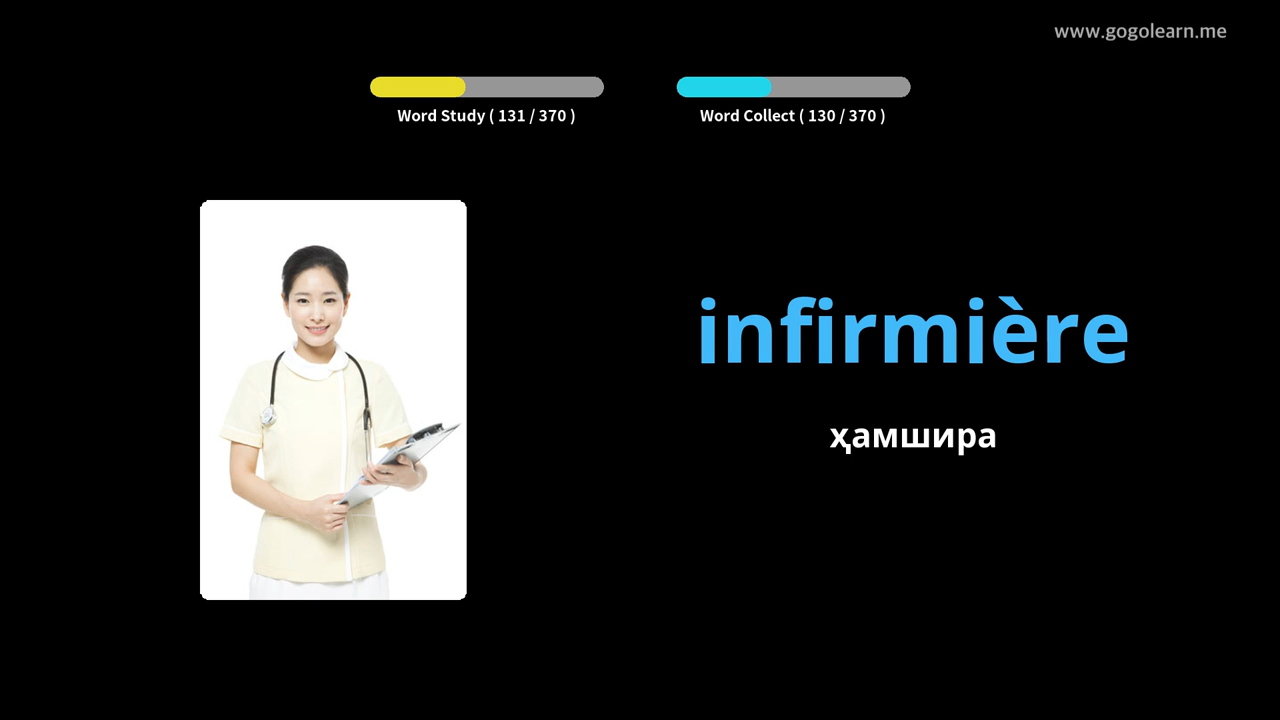 www.gogolearn.me
Word Study ( 131 / 370 )
Word Collect ( 130 / 370 )
infirmière
ҳамшира